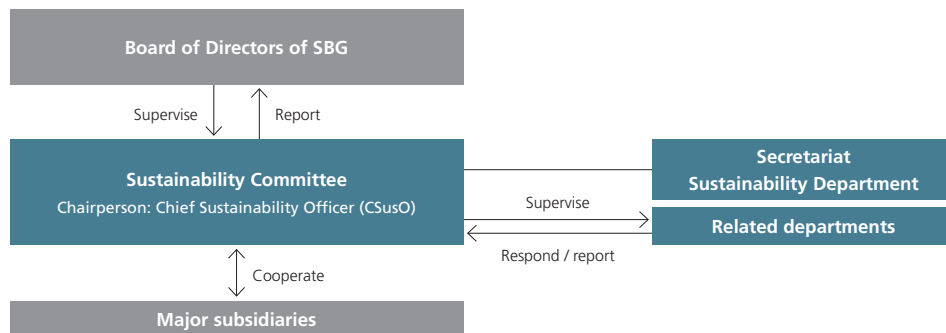 Board of Directors of SBG
Supervise
Report
Sustainability Committee
Chairperson: Chief Sustainability Officer (CSusO)
Secretariat
Sustainability Department
Supervise
Related departments
Respond / report
Cooperate
Major subsidiaries